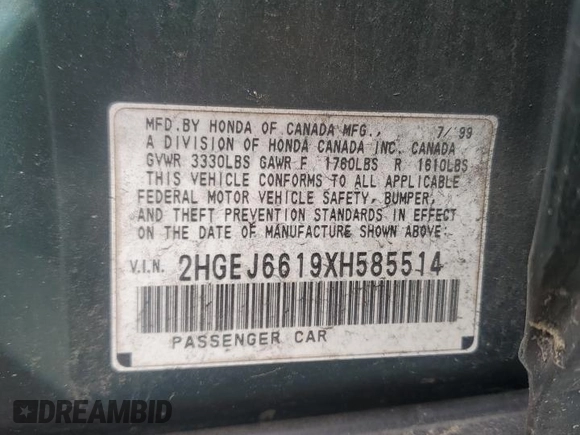 MFD.BY HONDA OF CANADA MFG., 7/ 99
A DIVISION OF HONDA CANADA INC. CANADA
GVWR 3330LBS GAWR F 1760LBS R 1610LBS
THIS VEHICLE CONFORMS TO ALL APPLICABLE
FEDERAL MOTOR VEHICLE SAFETY, BUMPER,
AND THEFT PREVENTION STANDARDS IN EFFECT
ON THE DATE OF MANUFACTURE SHOWN ABOVE.
V.I.N. 2HGEJ6619XH585514
PASSENGER CAR
DREAMBID